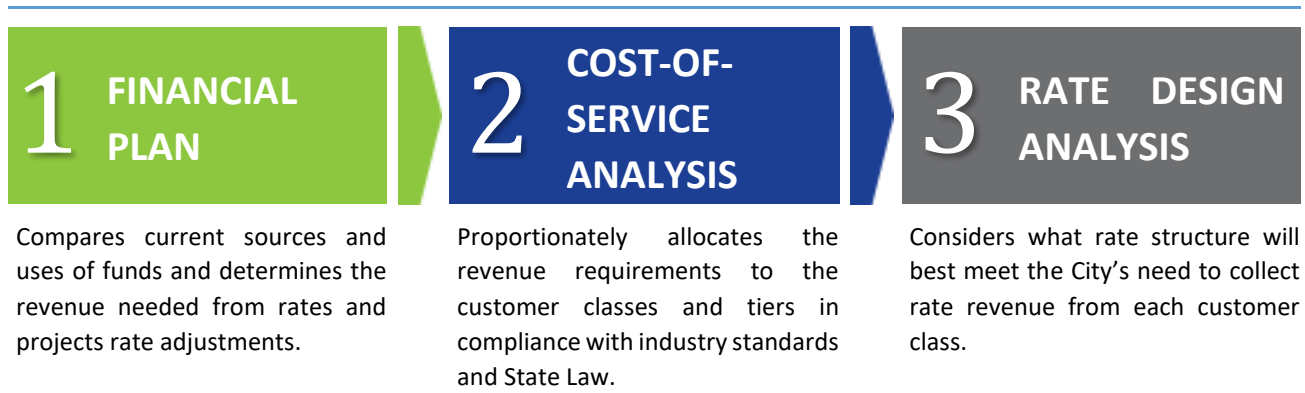 1
FINANCIAL
PLAN
Compares current sources and
uses of funds and determines the
revenue needed from rates and
projects rate adjustments.
2
COST-OF-
SERVICE
ANALYSIS
Proportionately allocates the
revenue requirements to the
customer classes and tiers in
compliance with industry standards
and State Law.
3
RATE DESIGN
ANALYSIS
Considers what rate structure will
best meet the City’s need to collect
rate revenue from each customer
class.